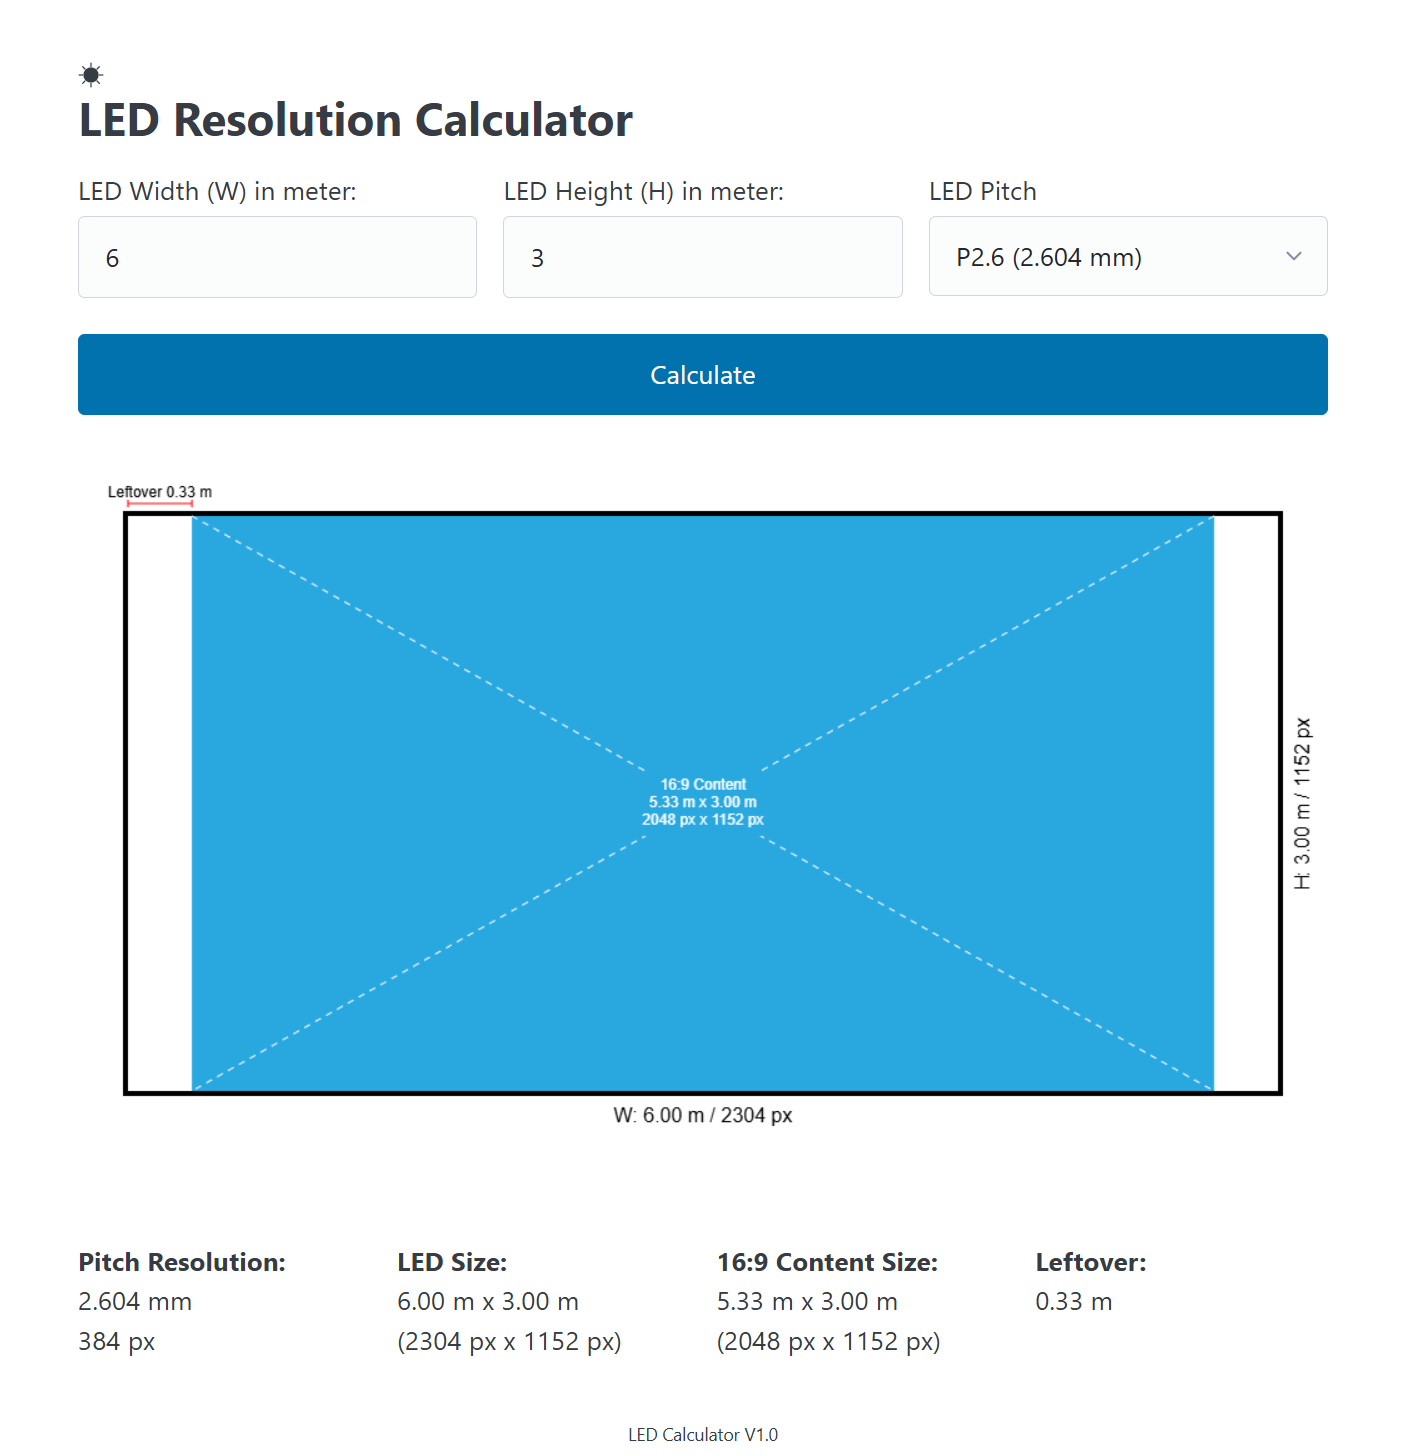 LED Resolution Calculator
LED Width (W) in meter:
LED Height (H) in meter:
LED Pitch
6
3
P2.6 (2.604 mm)
Calculate
Leftover 0.33 m
16:9 Content
5.33 m x 3.00 m
2048 px x 1152 px
H: 3.00 m / 1152 px
W: 6.00 m / 2304 px
Pitch Resolution:
2.604 mm
384 px
LED Size:
6.00 m x 3.00 m
(2304 px x 1152 px)
16:9 Content Size:
5.33 m x 3.00 m
(2048 px x 1152 px)
Leftover:
0.33 m
LED Calculator V1.0